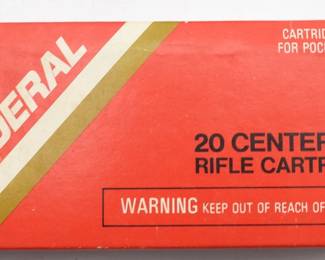 DERAL
CARTRID
FOR POC
20 CENTER
RIFLE CARTR
WARNING KEEP OUT OF REACH OF